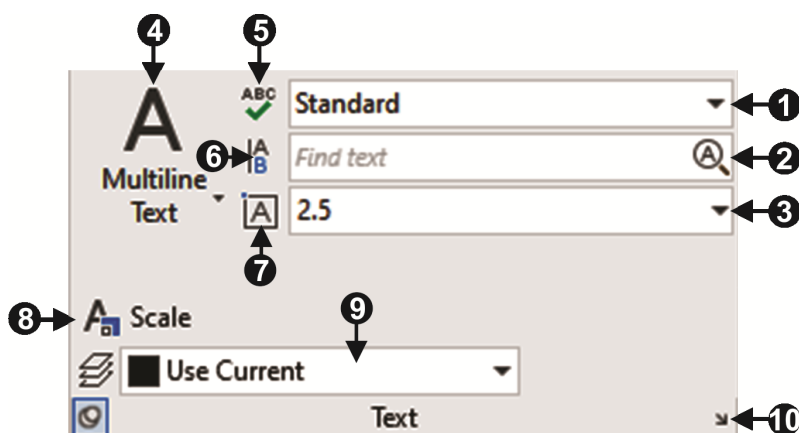 4 5
ABC Standard 1
6 A B Find text A 2
A Multiline Text
A 2.5 3
7
8 A Scale 9
Use Current
Text 10